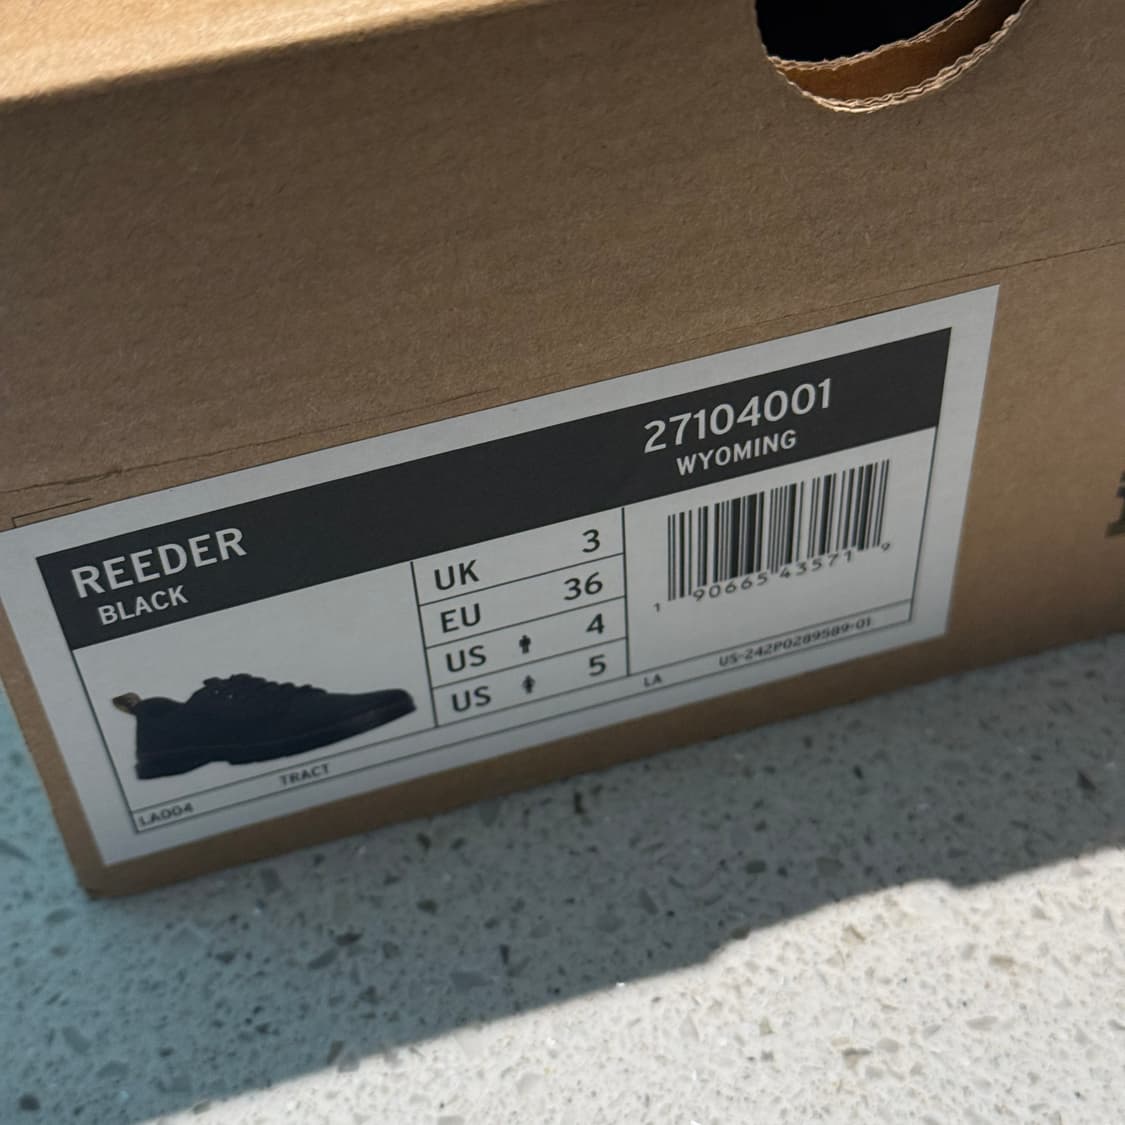 27104001
WYOMING
REEDER
BLACK
UK 3
EU 36
US 4
US 5
1 90665 43571 9
LA US-242P0289589-01
LA004 TRACT